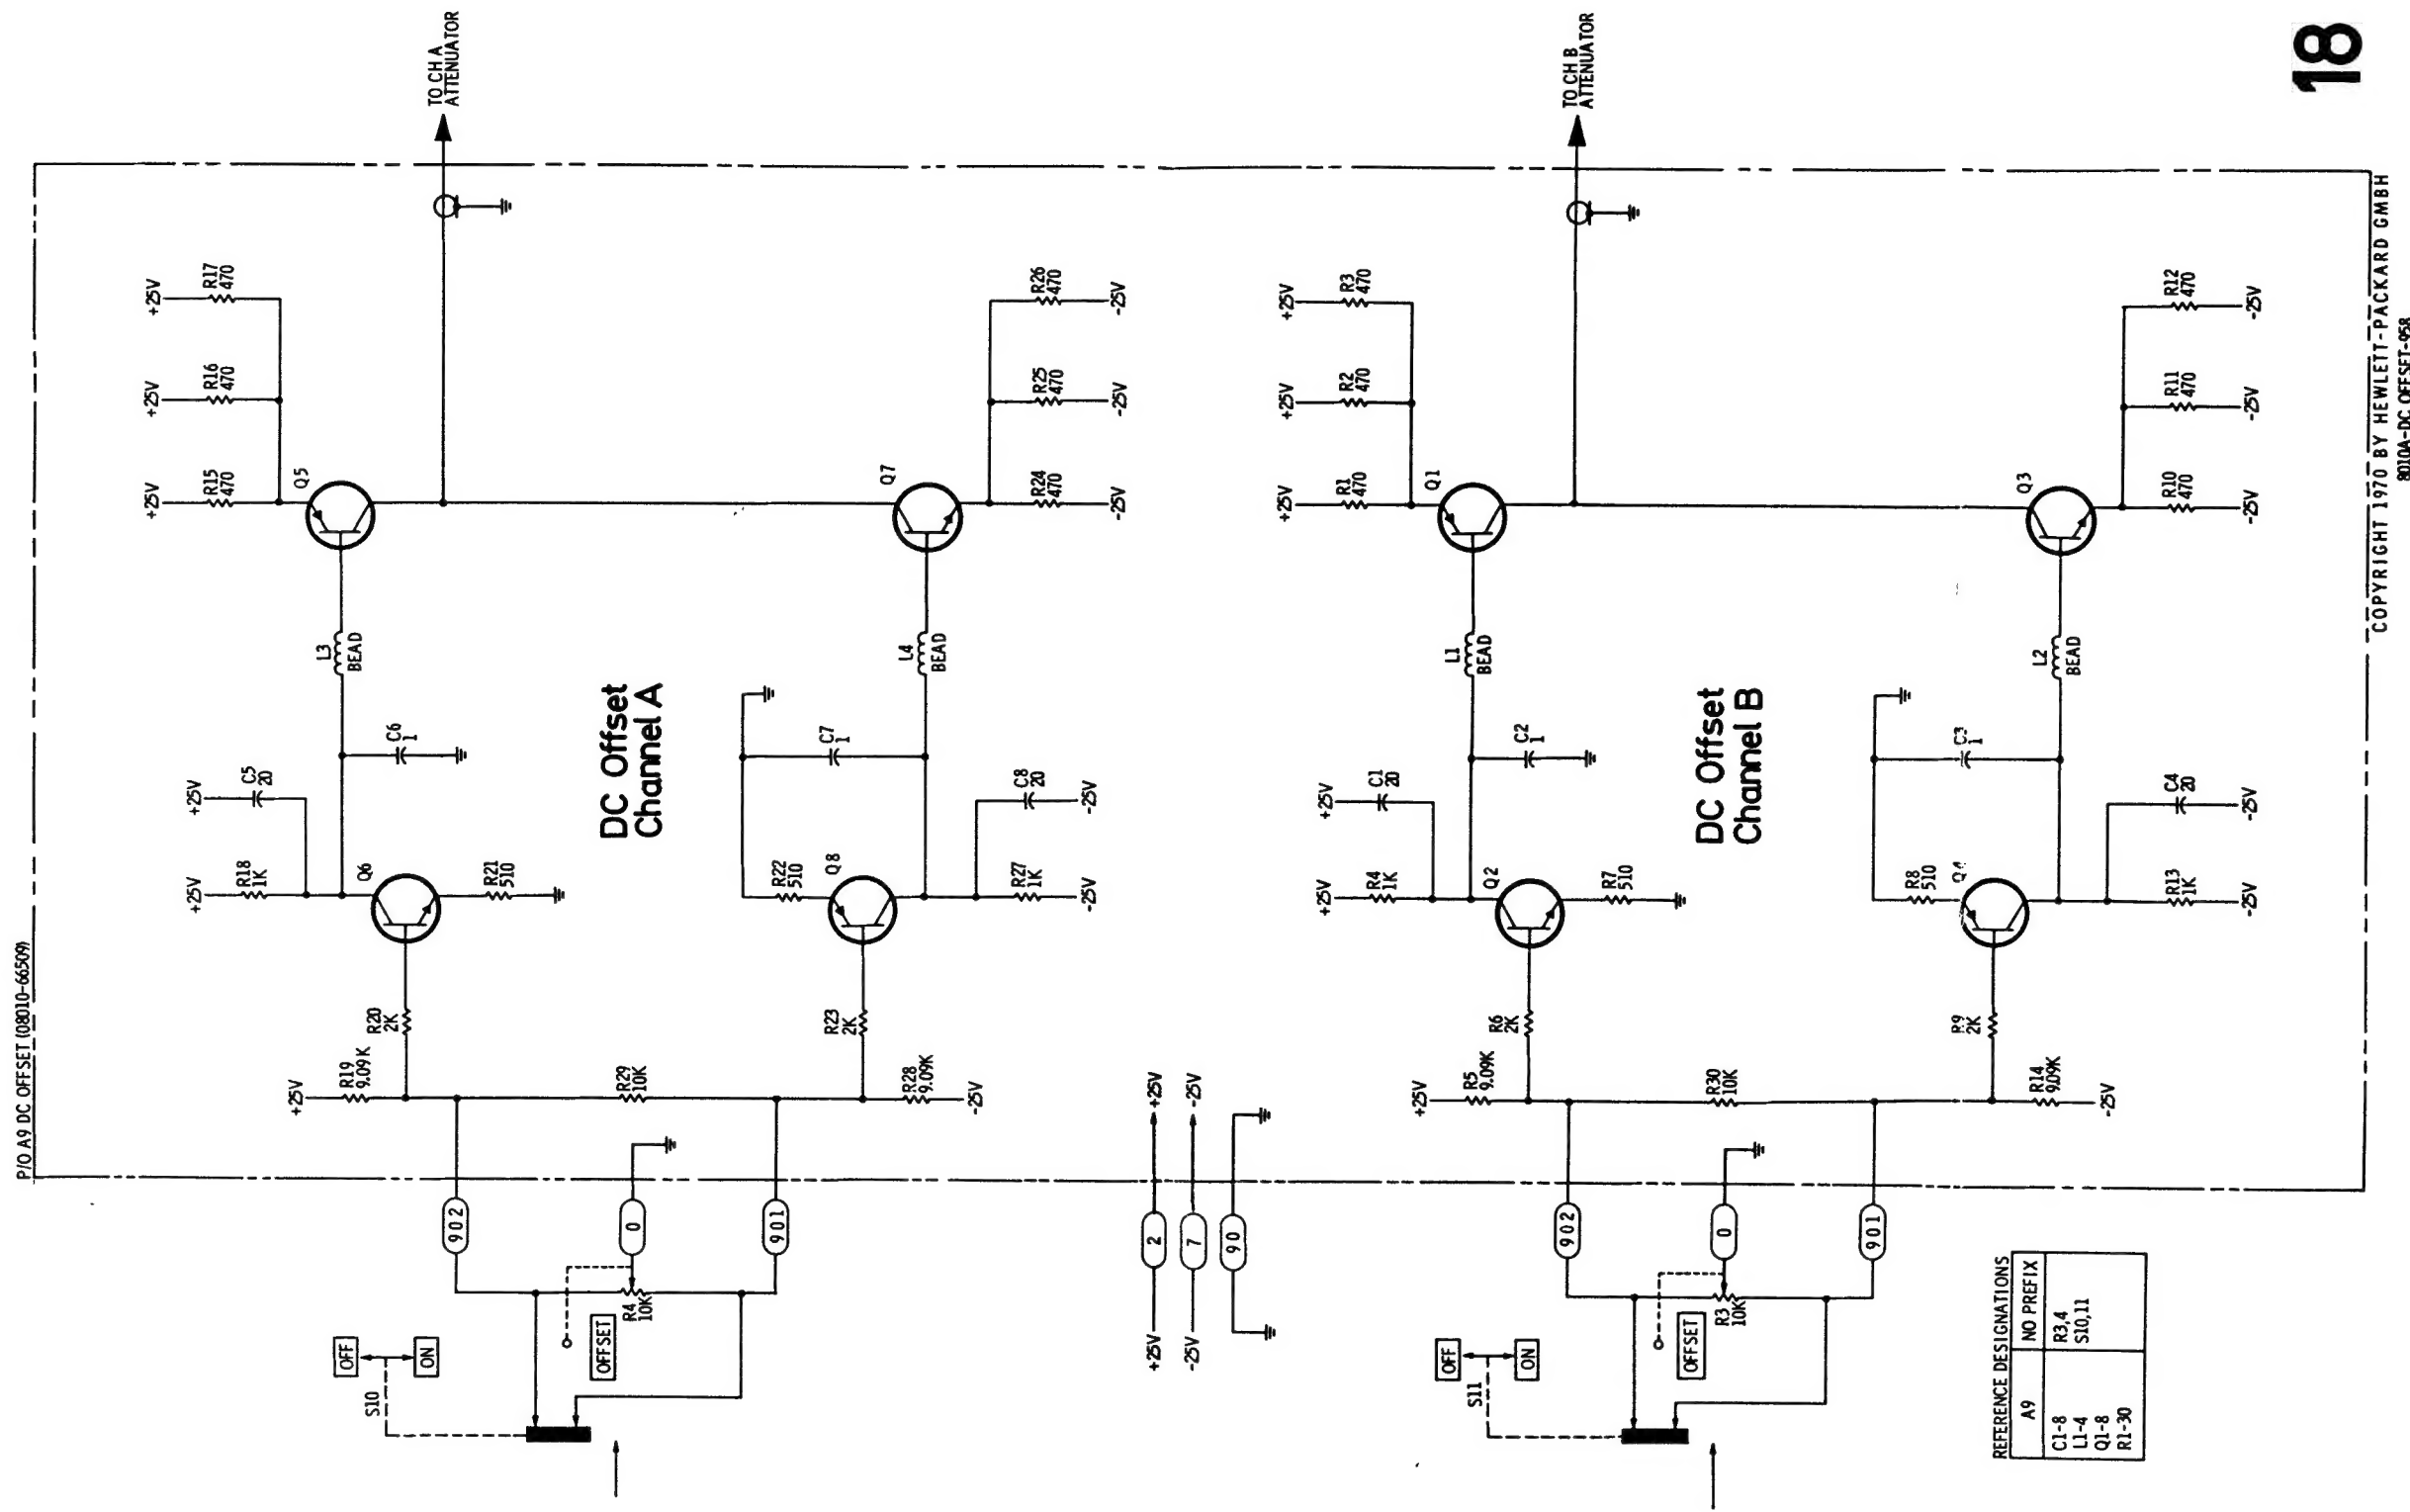 P/O A9 DC OFFSET (08010-66509)
TO CH A
ATTENUATOR
+25V
R17
470
+25V
R16
470
+25V
R15
470
Q5
Q7
R26
470
-25V
R25
470
-25V
R24
470
-25V
L3
BEAD
L4
BEAD
DC Offset
Channel A
C6
1
C7
1
+25V
C5
20
C8
20
-25V
+25V
R18
1K
Q6
R21
510
R22
510
Q8
R27
1K
-25V
R20
2K
R23
2K
+25V
R19
9.09K
R29
10K
R28
9.09K
-25V
902
0
901
R4
10K
OFFSET
OFF
ON
S10
+25V
-25V
2
7
90
+25V
-25V
TO CH B
ATTENUATOR
+25V
R3
470
+25V
R2
470
+25V
R1
470
Q1
Q3
R12
470
-25V
R11
470
-25V
R10
470
-25V
L1
BEAD
L2
BEAD
DC Offset
Channel B
C2
1
C3
1
+25V
C1
20
C4
20
-25V
+25V
R4
1K
Q2
R7
510
R8
510
Q4
R13
1K
-25V
R6
2K
R9
2K
+25V
R5
9.09K
R30
10K
R14
9.09K
-25V
902
0
901
R3
10K
OFFSET
OFF
ON
S11
REFERENCE DESIGNATIONS
A9 NO PREFIX
C1-8 R3,4
L1-4 S10,11
Q1-8
R1-30
18
COPYRIGHT 1970 BY HEWLETT-PACKARD GMBH
8010A-DC OFFSET-958